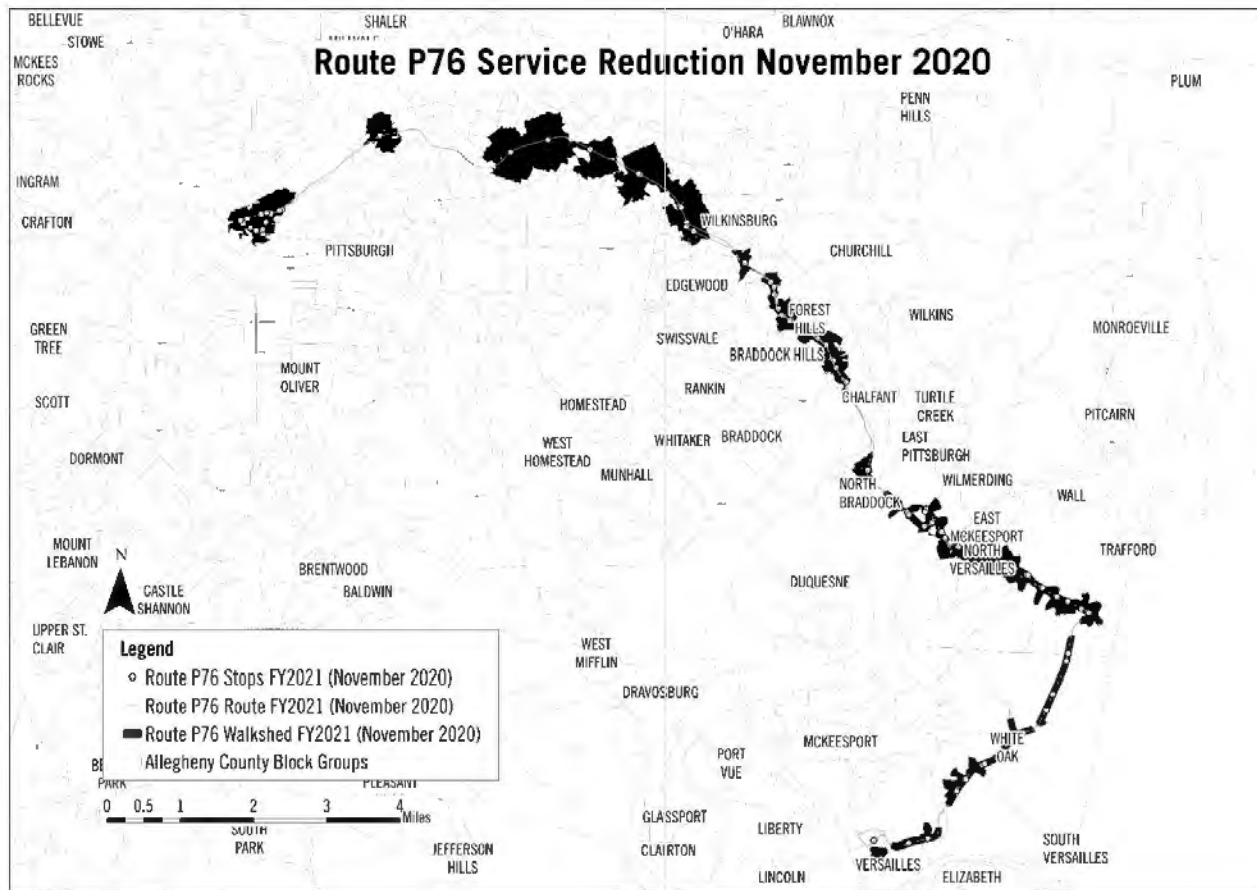 BELLEVUE
SHALER
BLAWNOX
STOWE
O'HARA
MCKEES
ROCKS
Route P76 Service Reduction November 2020
PLUM
PENN
HILLS
INGRAM
CRAFTON
WILKINSBURG
PITTSBURGH
CHURCHILL
EDGEWOOD
FOREST
HILLS
WILKINS
GREEN
TREE
MONROEVILLE
SWISSVALE
BRADDOCK HILLS
MOUNT
OLIVER
RANKIN
CHALFANT
TURTLE
CREEK
SCOTT
HOMESTEAD
PITCAIRN
WHITAKER
BRADDOCK
WEST
HOMESTEAD
EAST
PITTSBURGH
DORMONT
MUNHALL
WILMERDING
NORTH
BRADDOCK
WALL
EAST
MCKEESPORT
MOUNT
LEBANON
N
NORTH
VERSAILLES
TRAFFORD
BRENTWOOD
DUQUESNE
CASTLE
SHANNON
BALDWIN
UPPER ST.
CLAIR
WEST
MIFFLIN
Legend
Route P76 Stops FY2021 (November 2020)
Route P76 Route FY2021 (November 2020)
Route P76 Walkshed FY2021 (November 2020)
Allegheny County Block Groups
DRAVOSBURG
MCKEESPORT
WHITE
OAK
PORT
VUE
PARK
PLEASANT
0 0.5 1 2 3 4
Miles
GLASSPORT
LIBERTY
SOUTH
PARK
JEFFERSON
HILLS
CLAIRTON
SOUTH
VERSAILLES
VERSAILLES
LINCOLN
ELIZABETH